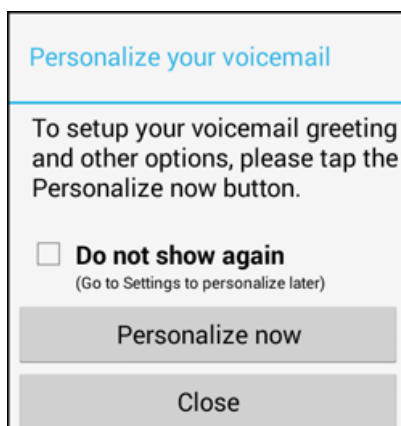 Personalize your voicemail
To setup your voicemail greeting
and other options, please tap the
Personalize now button.
Do not show again
(Go to Settings to personalize later)
Personalize now
Close